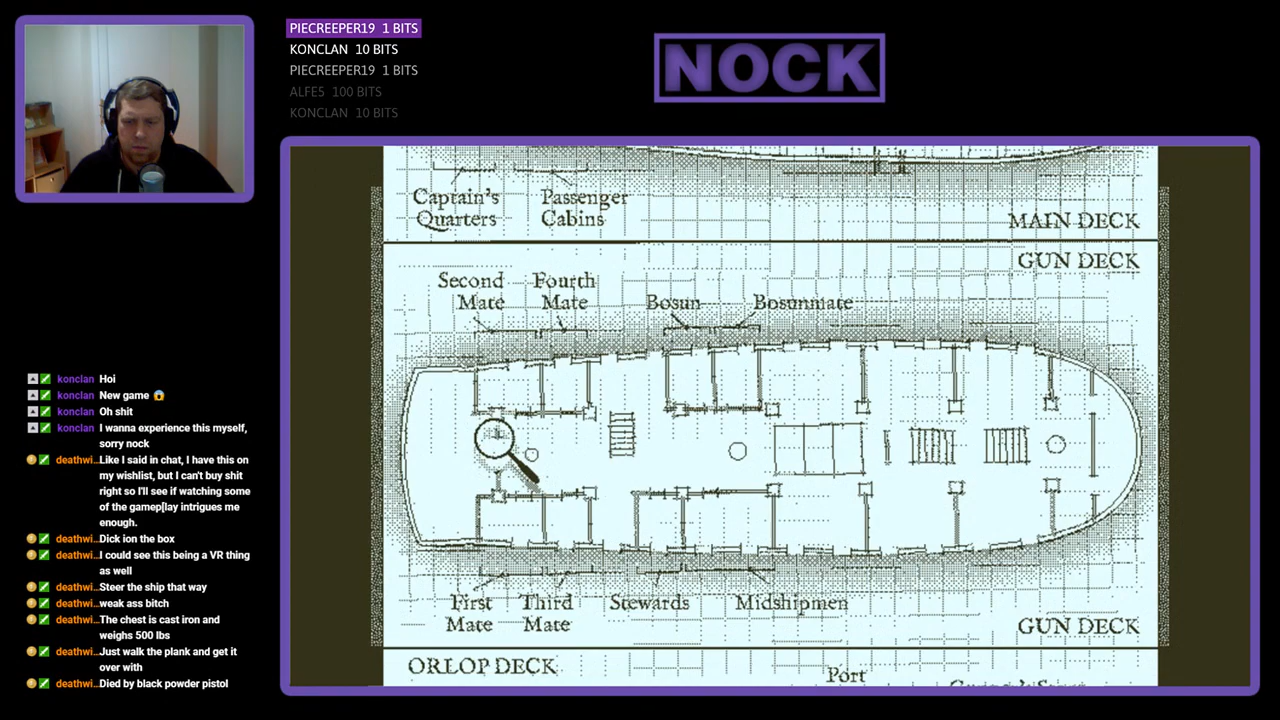 PIECREEPER19 1 BITS
KONCLAN 10 BITS
PIECREEPER19 1 BITS
ALFE5 100 BITS
KONCLAN 10 BITS
NOCK
Captain's
Quarters
Passenger
Cabins
MAIN DECK
GUN DECK
Second
Mate
Fourth
Mate
Bosun
Bosunmate
First
Mate
Third
Mate
Stewards
Midshipmen
GUN DECK
ORLOP DECK
Port
konclan Hoi
konclan New game
konclan Oh shit
konclan I wanna experience this myself,
sorry nock
deathwi... Like I said in chat, I have this on
my wishlist, but I can't buy shit
right so I'll see if watching some
of the gamep[lay intrigues me
enough.
deathwi... Dick ion the box
deathwi... I could see this being a VR thing
as well
deathwi... Steer the ship that way
deathwi... weak ass bitch
deathwi... The chest is cast iron and
weighs 500 lbs
deathwi... Just walk the plank and get it
over with
deathwi... Died by black powder pistol